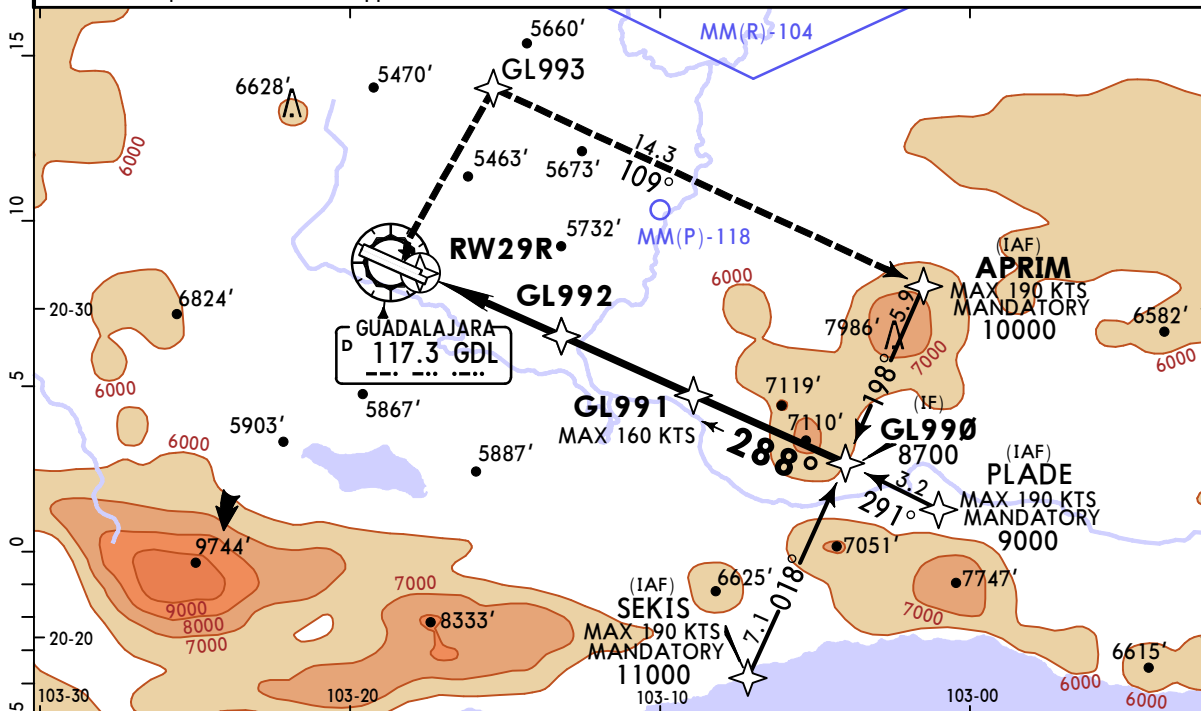 15
10
5
0
5
5660'
MM(R)-104
GL993
5470'
6628'
6000
14.3
109°
5463'
5673'
5732'
MM(P)-118
RW29R
GL992
(IAF)
APRIM
MAX 190 KTS
MANDATORY
10000
6000
5.9
7986'
7000
198°
6582'
6000
6824'
20-30
6000
GUADALAJARA
D 117.3 GDL
5867'
GL991
MAX 160 KTS
7119'
7110'
288°
(IF)
GL990
8700
5903'
6000
5887'
(IAF)
PLADE
MAX 190 KTS
MANDATORY
9000
3.2
291°
9744'
9000
8000
7000
7000
8333'
7051'
7747'
7000
6625'
(IAF)
SEKIS
MAX 190 KTS
MANDATORY
11000
7.1
018°
20-20
6615'
6000
6000
103-30
103-20
103-10
103-00